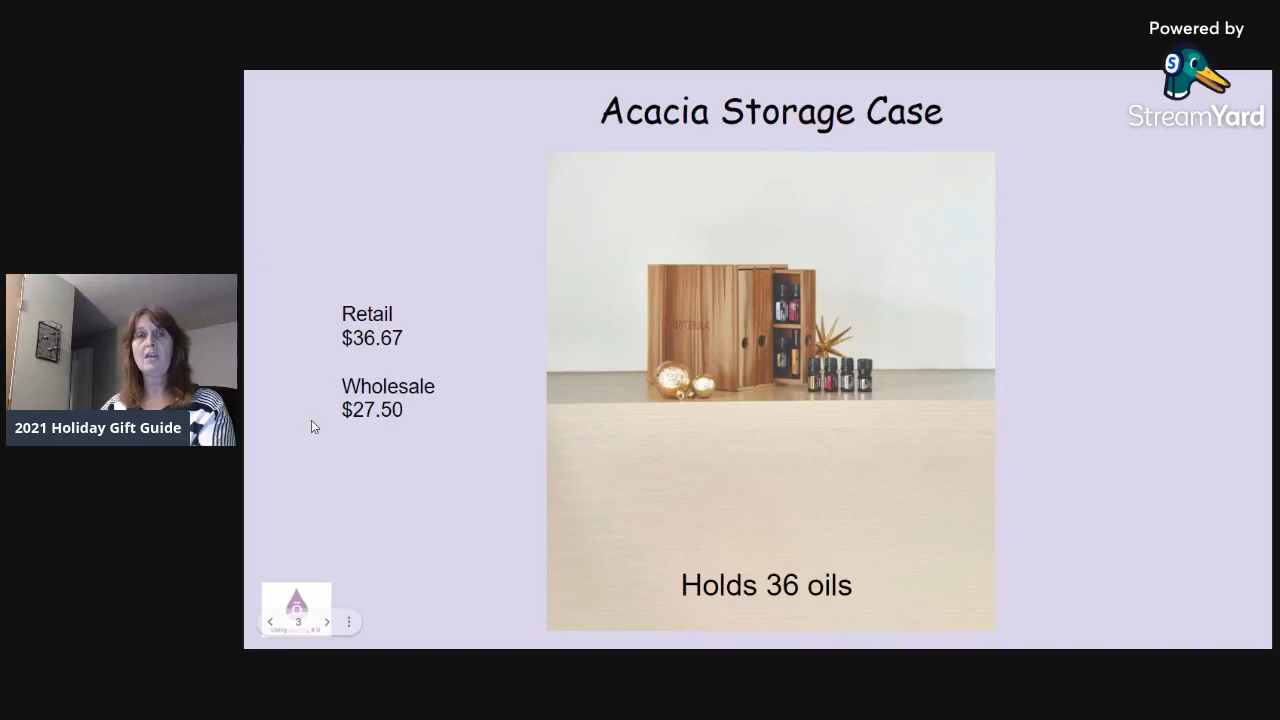 Powered by
StreamYard
Acacia Storage Case
Retail
$36.67
Wholesale
$27.50
2021 Holiday Gift Guide
Holds 36 oils
3